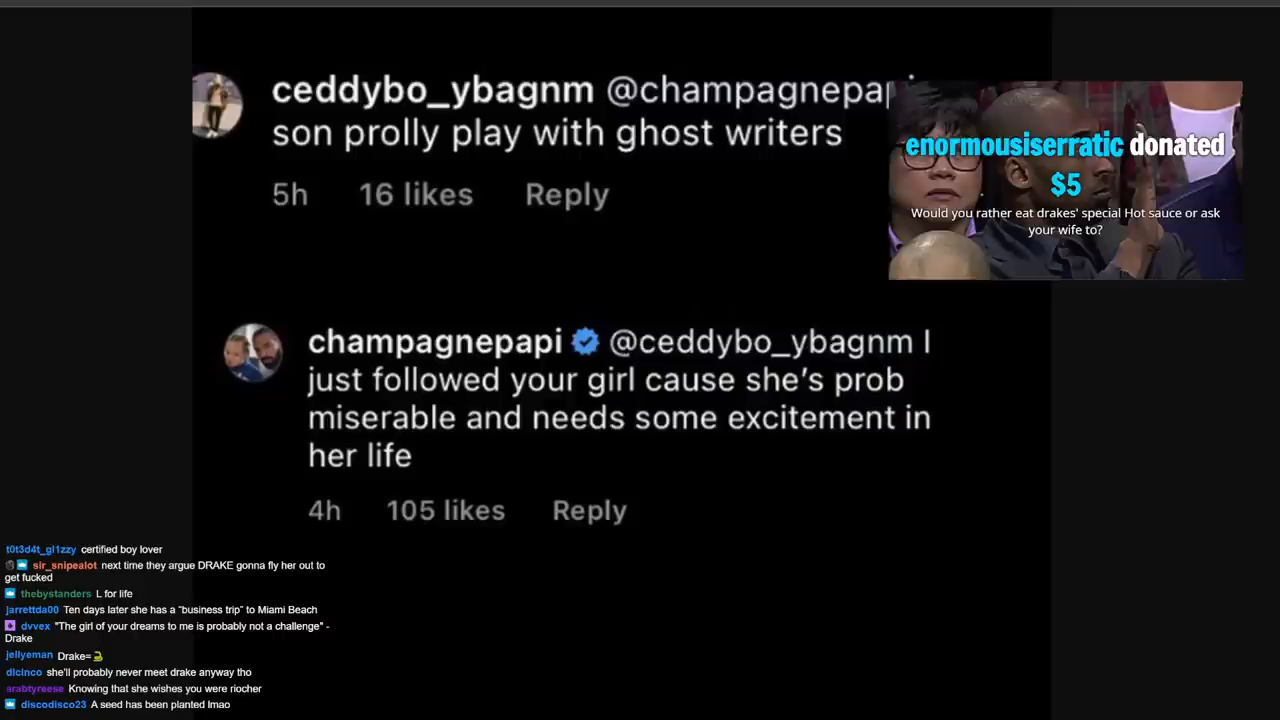 ceddybo_ybagnm @champagnepapi
son prolly play with ghost writers
5h 16 likes Reply
enormousiserratic donated
$5
Would you rather eat drakes' special Hot sauce or ask
your wife to?
champagnepapi @ceddybo_ybagnm I
just followed your girl cause she's prob
miserable and needs some excitement in
her life
4h 105 likes Reply
t0t3d4t_gl1zzy certified boy lover
sir_snipealot next time they argue DRAKE gonna fly her out to
get fucked
thebystanders L for life
jarrettda00 Ten days later she has a "business trip" to Miami Beach
dvvex "The girl of your dreams to me is probably not a challenge" -
Drake
jellyeman Drake=
dicinco she'll probably never meet drake anyway tho
arabtyreese Knowing that she wishes you were riocher
discodisco23 A seed has been planted lmao